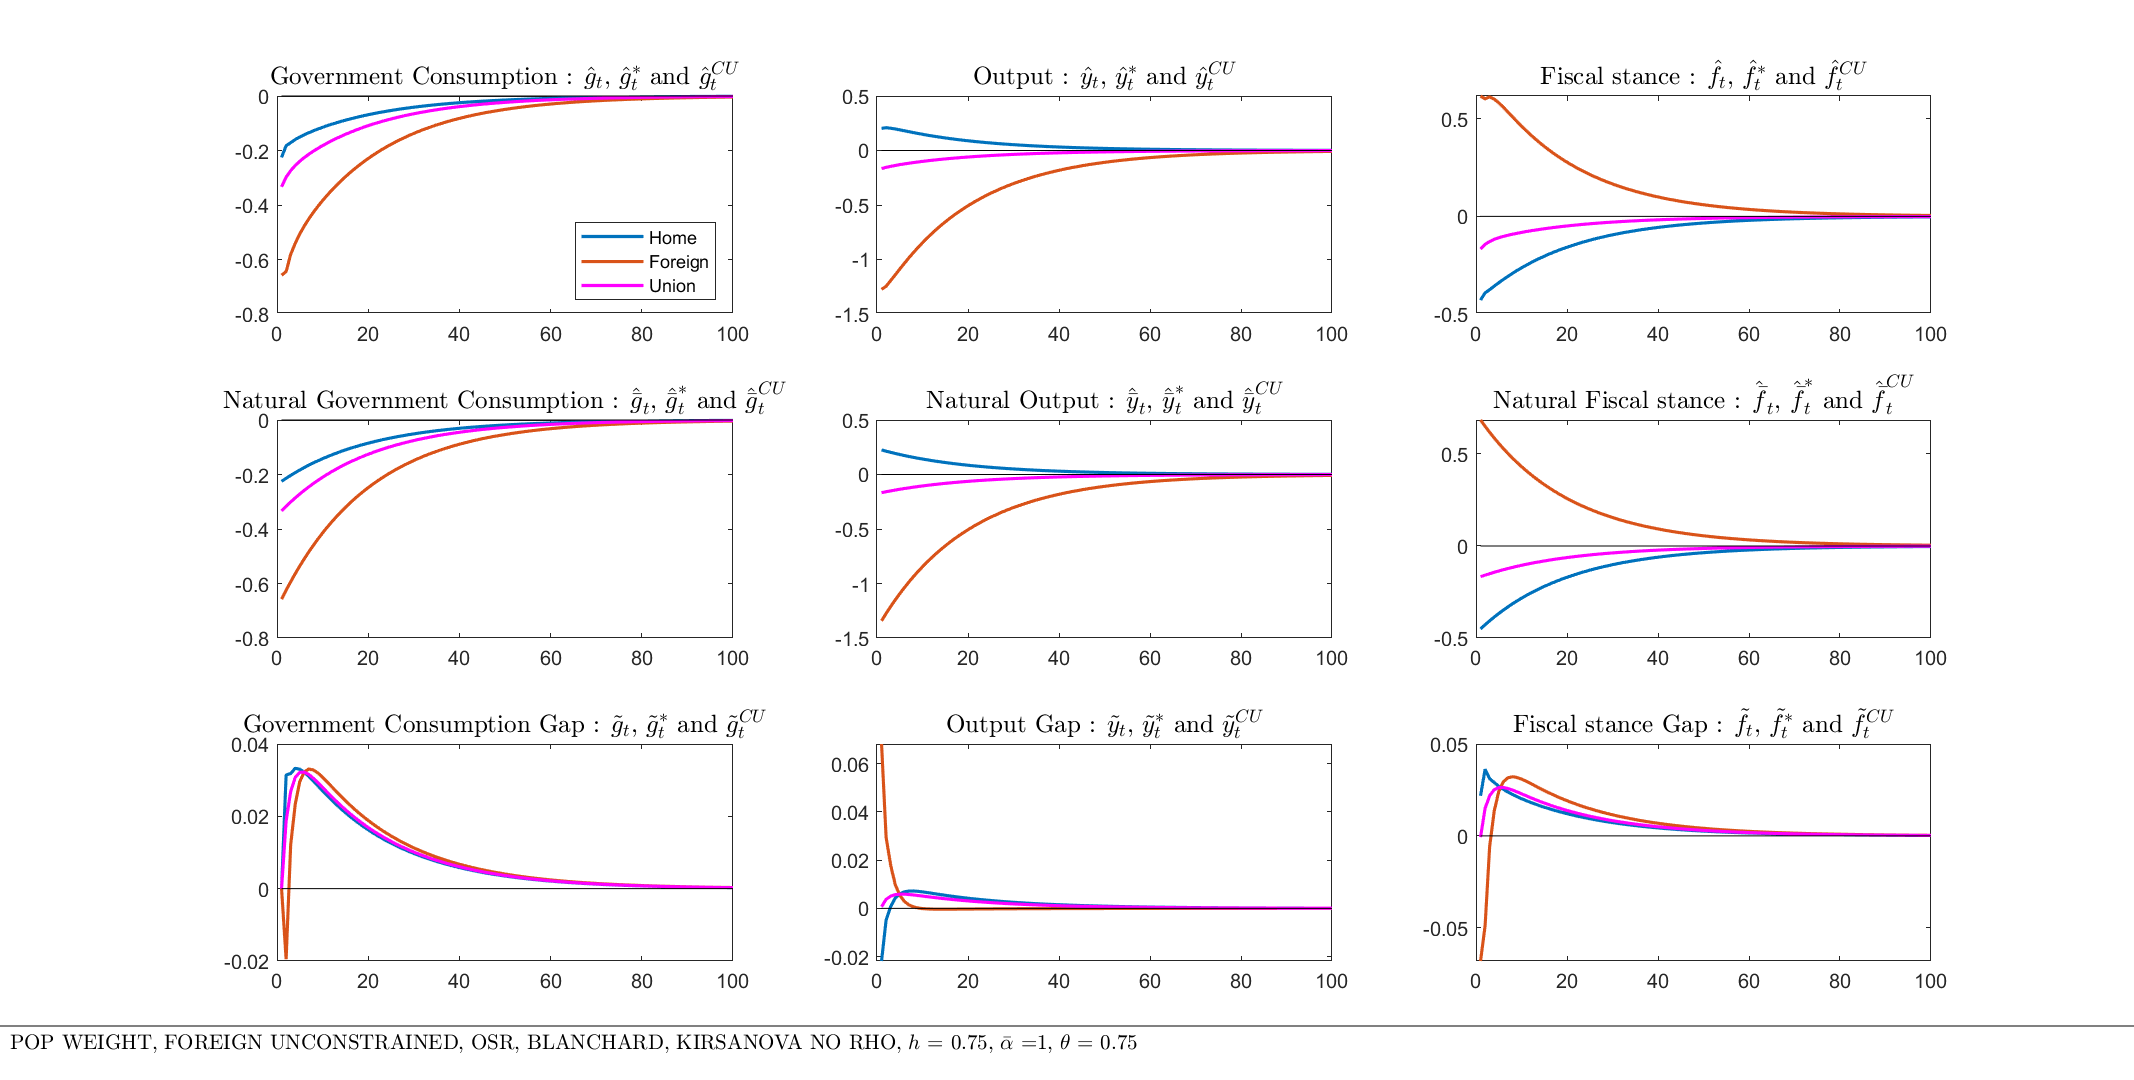 Government Consumption : ĝₜ, ĝₜ* and ĝₜᶜᵁ
0
-0.2
-0.4
-0.6
-0.8
0 20 40 60 80 100
Home
Foreign
Union
Output : ŷₜ, ŷₜ* and ŷₜᶜᵁ
0.5
0
-0.5
-1
-1.5
0 20 40 60 80 100
Fiscal stance : f̂ₜ, f̂ₜ* and f̂ₜᶜᵁ
0.5
0
-0.5
0 20 40 60 80 100
Natural Government Consumption : ḡ̂ₜ, ḡ̂ₜ* and ḡ̂ₜᶜᵁ
0
-0.2
-0.4
-0.6
-0.8
0 20 40 60 80 100
Natural Output : ȳ̂ₜ, ȳ̂ₜ* and ȳ̂ₜᶜᵁ
0.5
0
-0.5
-1
-1.5
0 20 40 60 80 100
Natural Fiscal stance : f̄̂ₜ, f̄̂ₜ* and f̄̂ₜᶜᵁ
0.5
0
-0.5
0 20 40 60 80 100
Government Consumption Gap : g̃ₜ, g̃ₜ* and g̃ₜᶜᵁ
0.04
0.02
0
-0.02
0 20 40 60 80 100
Output Gap : ỹₜ, ỹₜ* and ỹₜᶜᵁ
0.06
0.04
0.02
0
-0.02
0 20 40 60 80 100
Fiscal stance Gap : f̃ₜ, f̃ₜ* and f̃ₜᶜᵁ
0.05
0
-0.05
0 20 40 60 80 100
POP WEIGHT, FOREIGN UNCONSTRAINED, OSR, BLANCHARD, KIRSANOVA NO RHO, h = 0.75, ᾱ =1, θ = 0.75